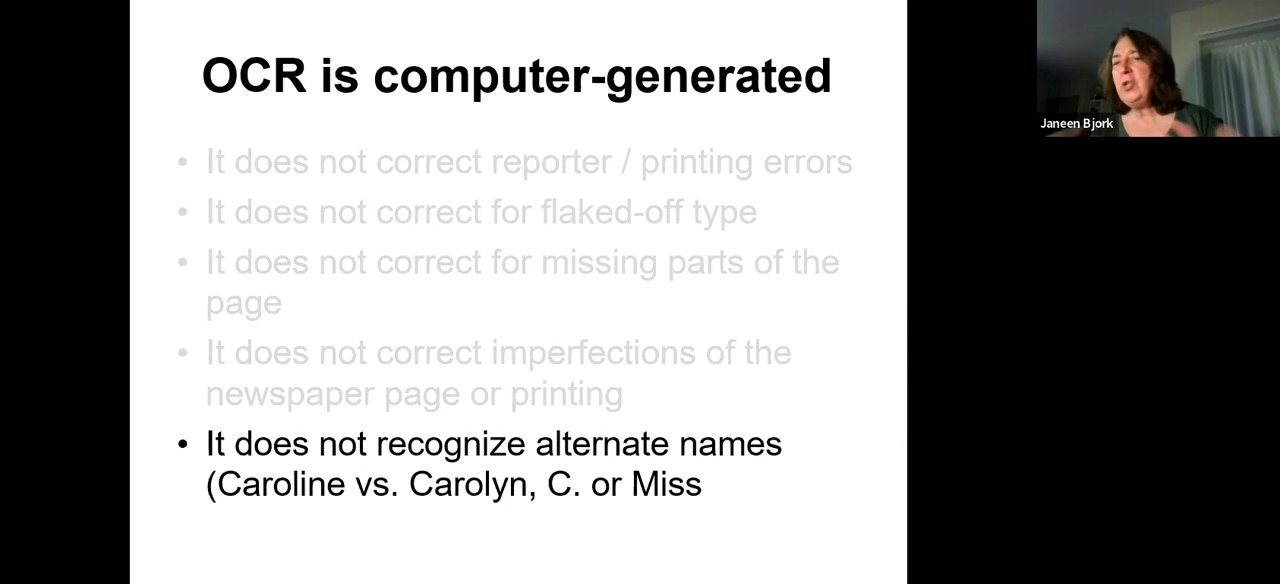 OCR is computer-generated
• It does not correct reporter / printing errors
• It does not correct for flaked-off type
• It does not correct for missing parts of the
page
• It does not correct imperfections of the
newspaper page or printing
• It does not recognize alternate names
(Caroline vs. Carolyn, C. or Miss
Janeen Bjork